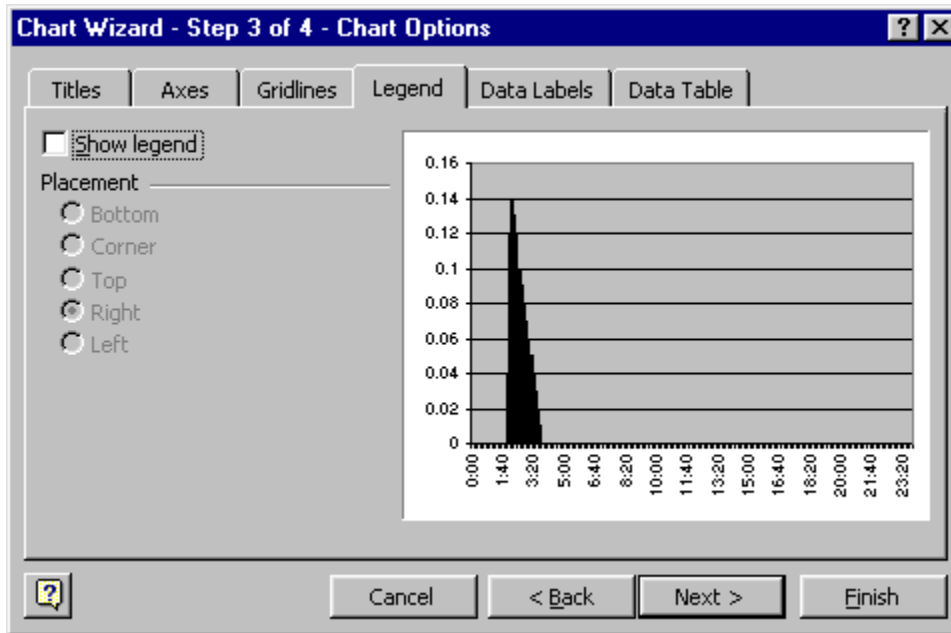 Chart Wizard - Step 3 of 4 - Chart Options
Titles Axes Gridlines Legend Data Labels Data Table
Show legend
Placement
Bottom
Corner
Top
Right
Left
0.16
0.14
0.12
0.1
0.08
0.06
0.04
0.02
0
0:00 1:40 3:20 5:00 6:40 8:20 10:00 11:40 13:20 15:00 16:40 18:20 20:00 21:40 23:20
Cancel < Back Next > Finish